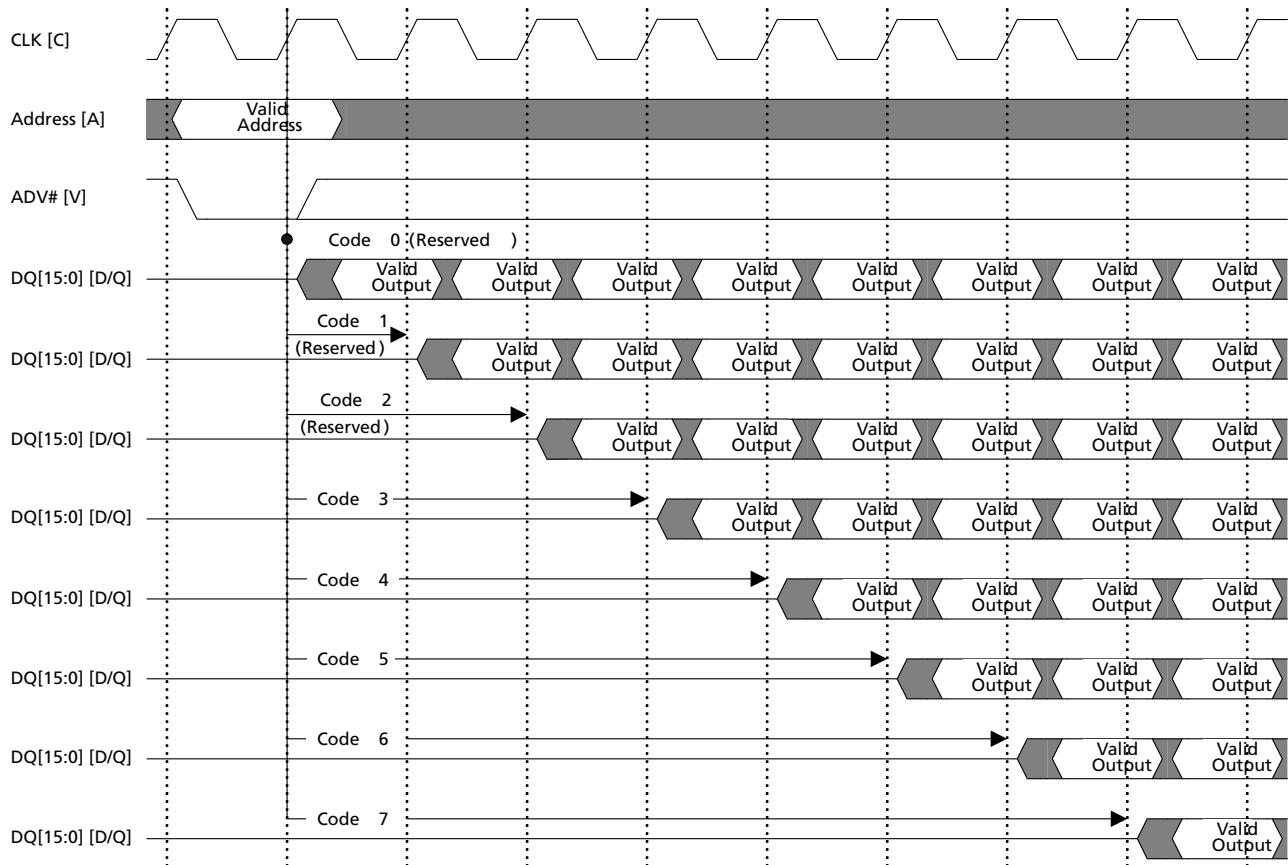 CLK [C]
Address [A]
Valid
Address
ADV# [V]
Code 0 (Reserved )
DQ[15:0] [D/Q]
Valid Valid Valid Valid Valid Valid Valid Valid
Output Output Output Output Output Output Output Output
Code 1
(Reserved)
DQ[15:0] [D/Q]
Valid Valid Valid Valid Valid Valid Valid
Output Output Output Output Output Output Output
Code 2
(Reserved)
DQ[15:0] [D/Q]
Valid Valid Valid Valid Valid Valid
Output Output Output Output Output Output
Code 3
DQ[15:0] [D/Q]
Valid Valid Valid Valid Valid
Output Output Output Output Output
Code 4
DQ[15:0] [D/Q]
Valid Valid Valid Valid
Output Output Output Output
Code 5
DQ[15:0] [D/Q]
Valid Valid Valid
Output Output Output
Code 6
DQ[15:0] [D/Q]
Valid Valid
Output Output
Code 7
DQ[15:0] [D/Q]
Valid
Output